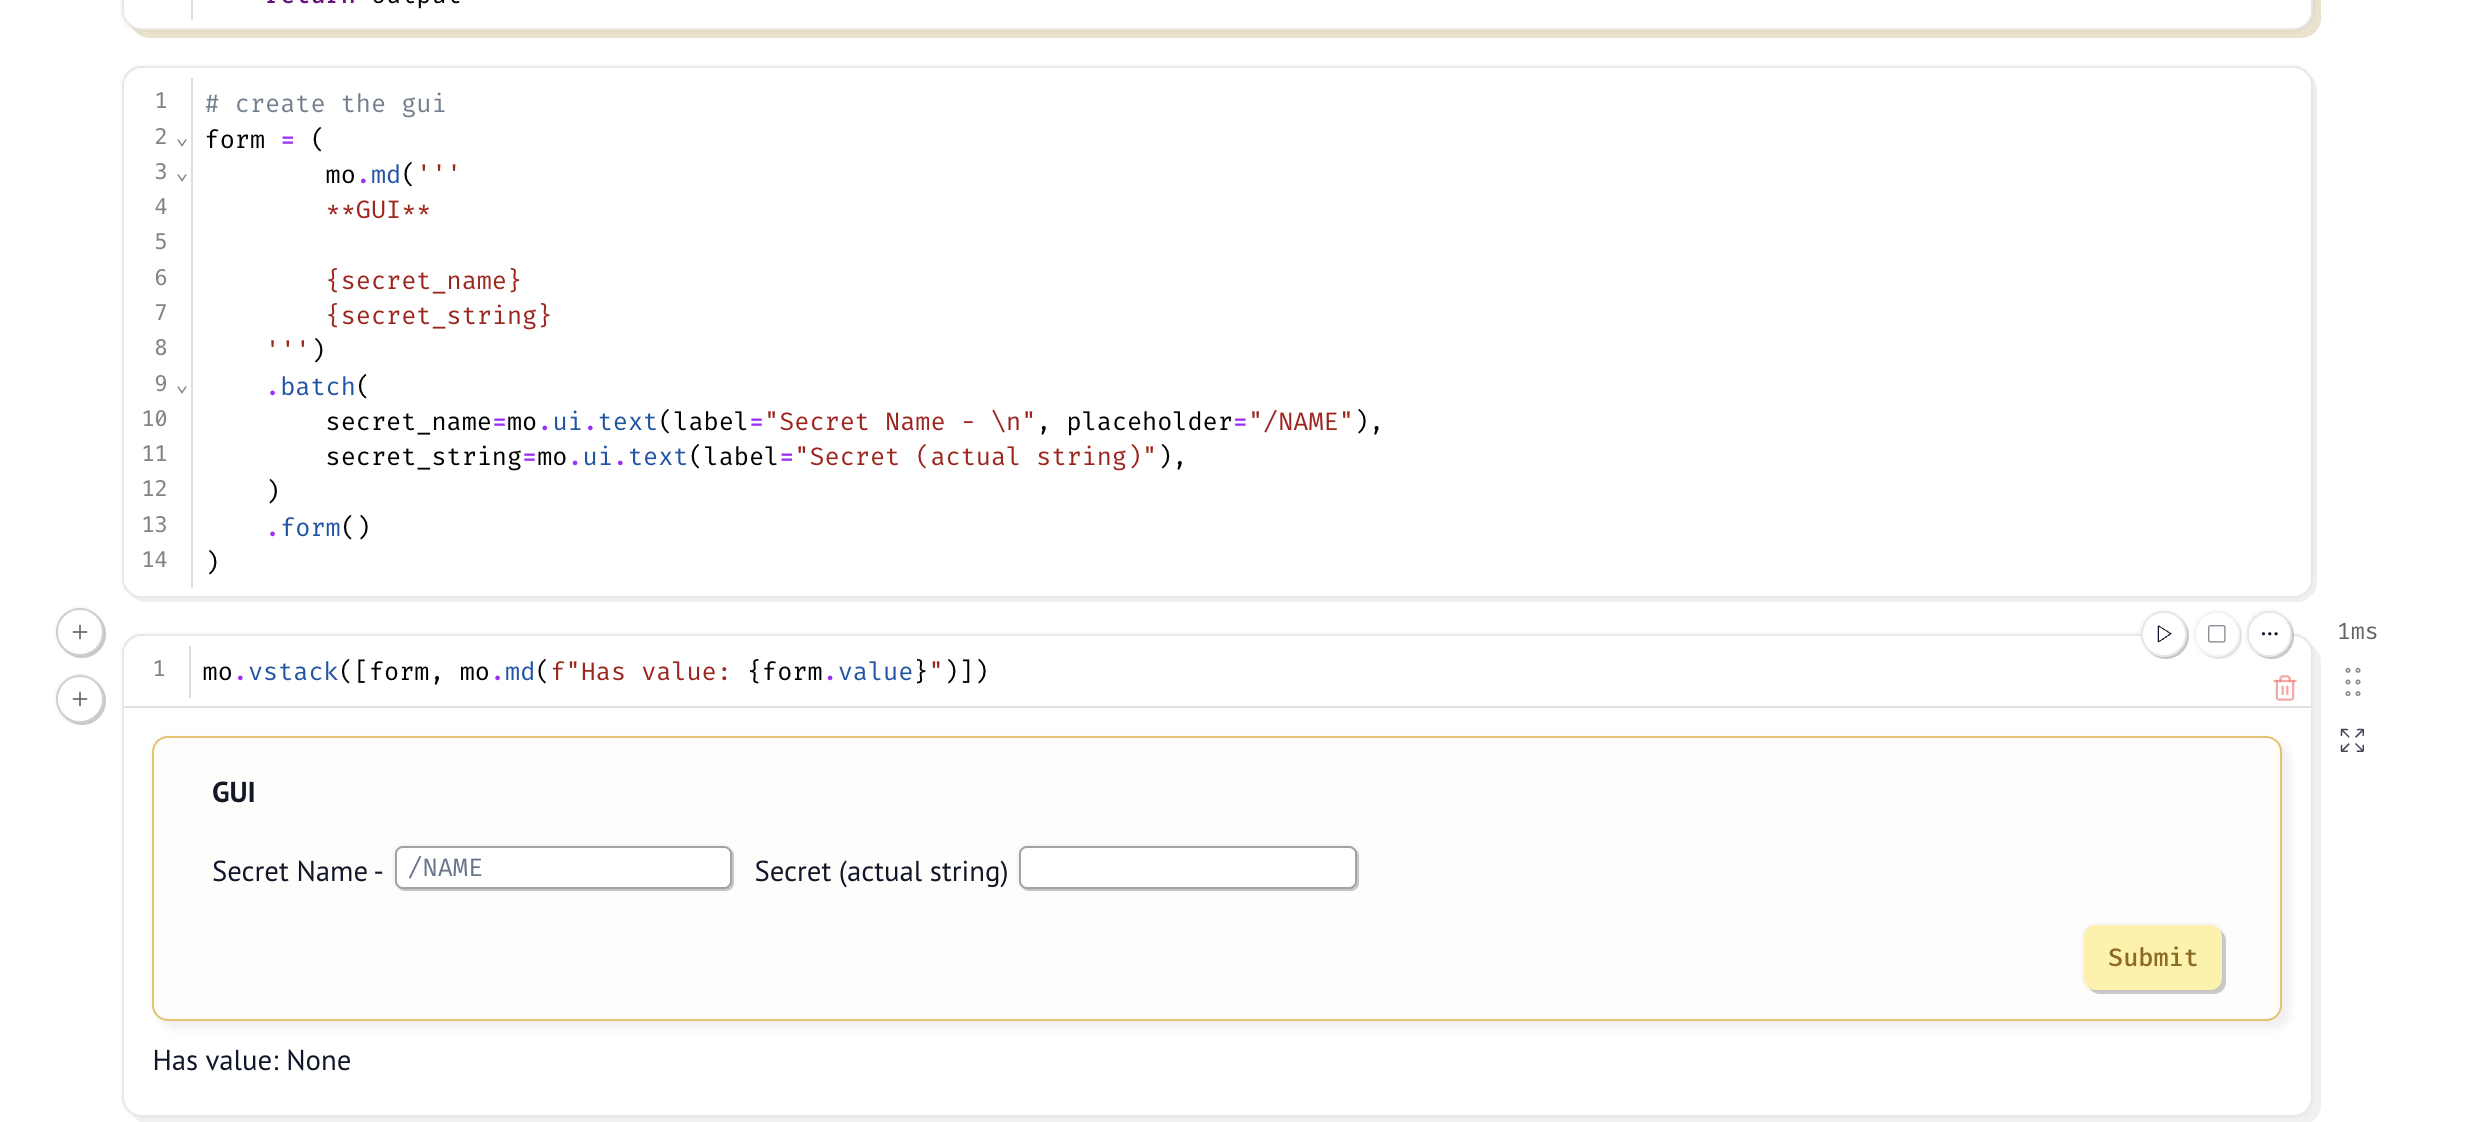 return output
1 # create the gui
2 form = (
3 mo.md('''
4 **GUI**
5
6 {secret_name}
7 {secret_string}
8 ''')
9 .batch(
10 secret_name=mo.ui.text(label="Secret Name - \n", placeholder="/NAME"),
11 secret_string=mo.ui.text(label="Secret (actual string)"),
12 )
13 .form()
14 )
1ms
1 mo.vstack([form, mo.md(f"Has value: {form.value}")])
GUI
Secret Name - /NAME Secret (actual string)
Submit
Has value: None